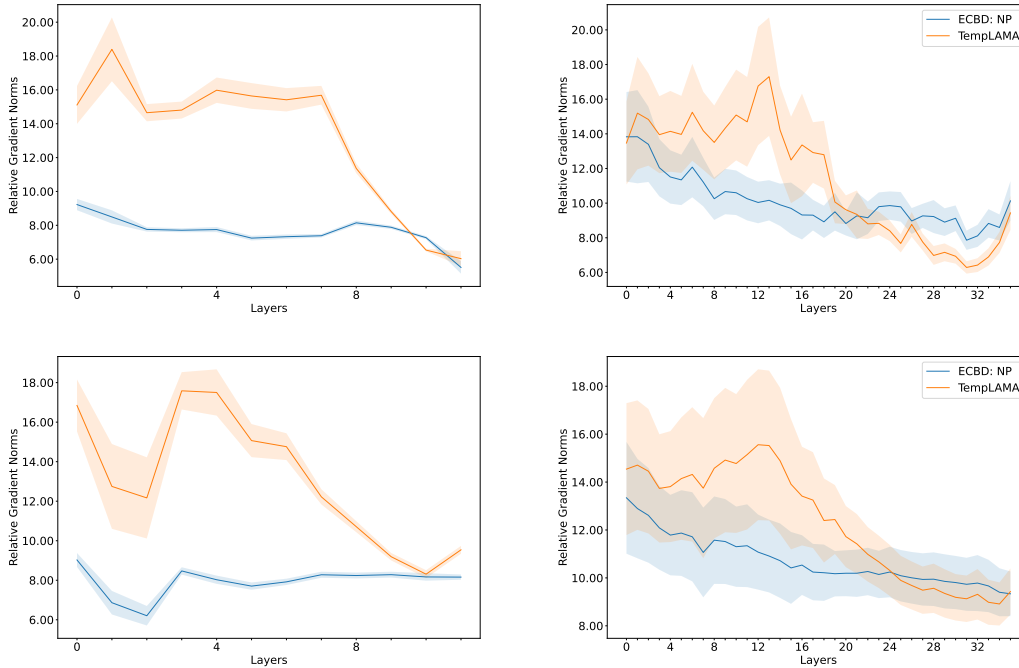 20.00
18.00
16.00
14.00
12.00
10.00
8.00
6.00
Relative Gradient Norms
0 4 8
Layers
ECBD: NP
TempLAMA
20.00
18.00
16.00
14.00
12.00
10.00
8.00
6.00
Relative Gradient Norms
0 4 8 12 16 20 24 28 32
Layers
18.00
16.00
14.00
12.00
10.00
8.00
6.00
Relative Gradient Norms
0 4 8
Layers
ECBD: NP
TempLAMA
18.00
16.00
14.00
12.00
10.00
8.00
Relative Gradient Norms
0 4 8 12 16 20 24 28 32
Layers